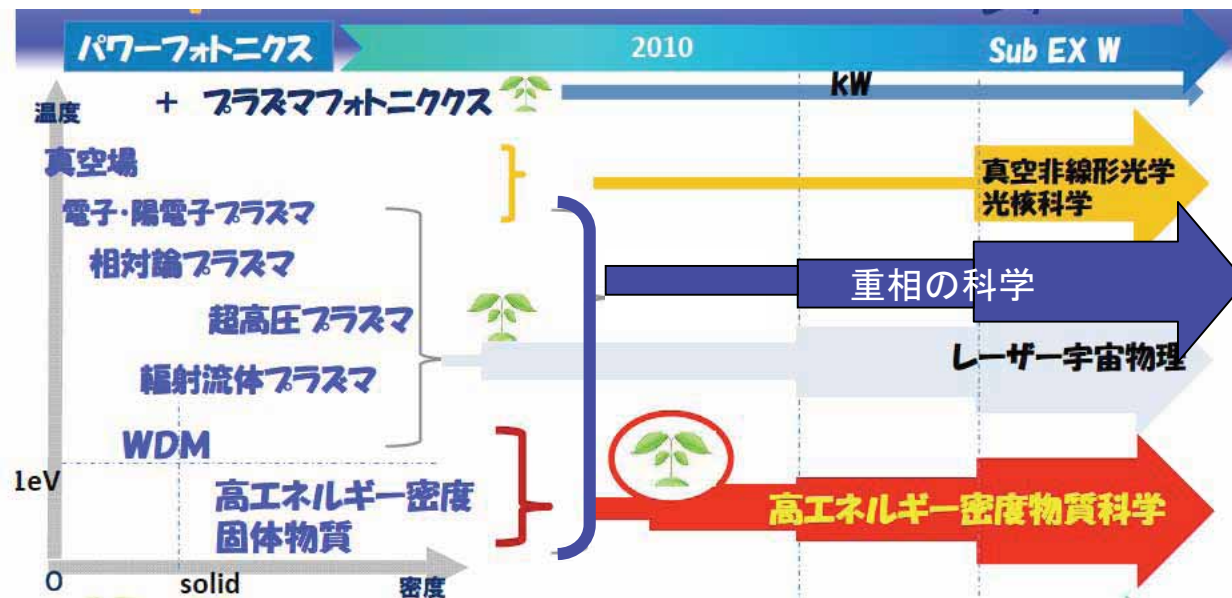 パワーフォトニクス
2010
Sub EX W
+ プラズマフォトニククス
kW
温度
真空場
電子・陽電子プラズマ
相対論プラズマ
超高圧プラズマ
輻射流体プラズマ
WDM
1eV
高エネルギー密度
固体物質
0
solid
密度
真空非線形光学
光核科学
重相の科学
レーザー宇宙物理
高エネルギー密度物質科学